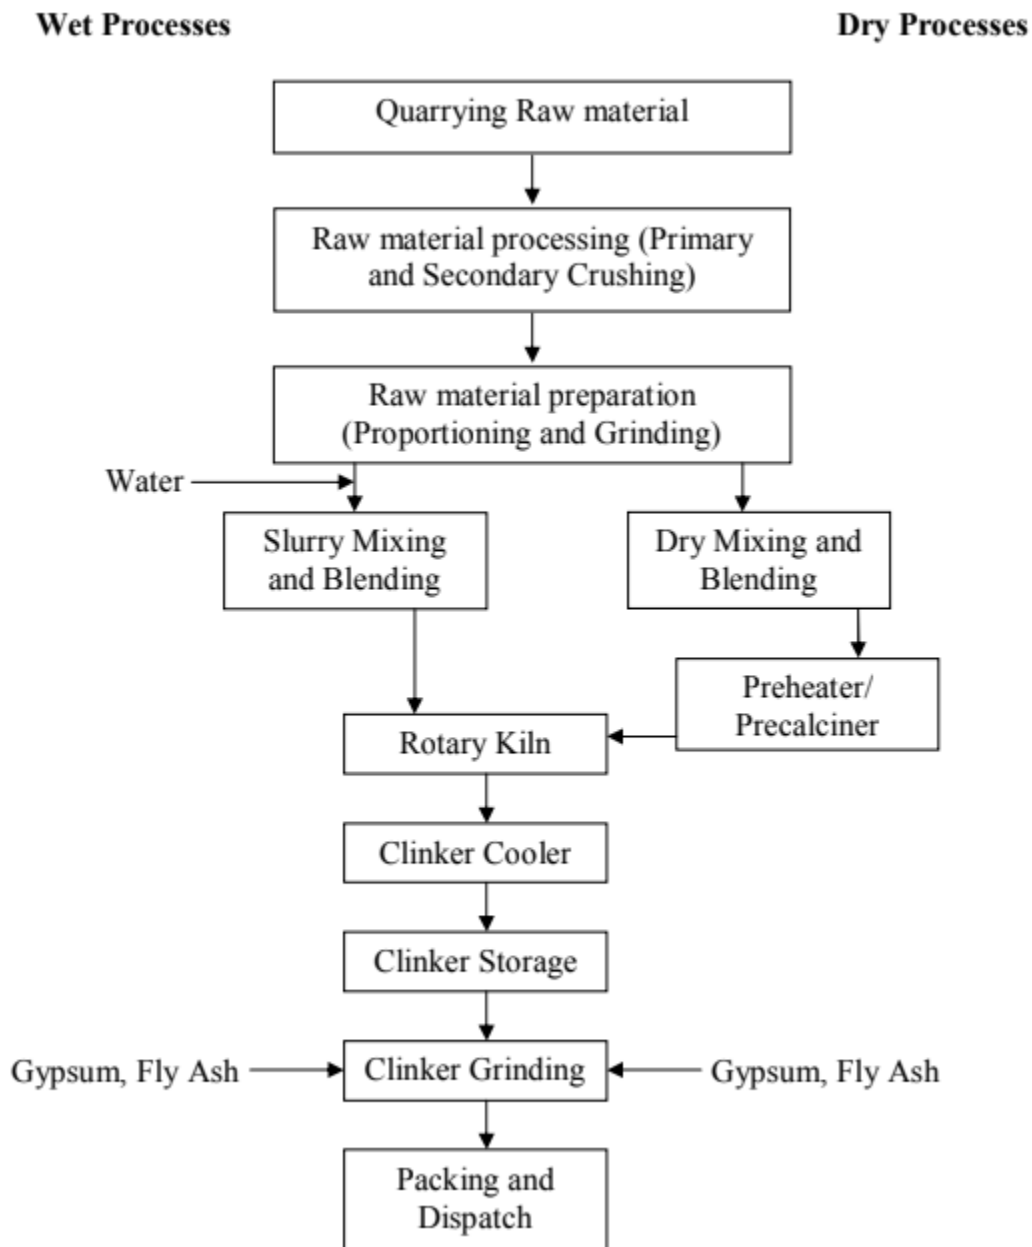 Wet Processes
Dry Processes
Quarrying Raw material
Raw material processing (Primary
and Secondary Crushing)
Raw material preparation
(Proportioning and Grinding)
Water
Slurry Mixing
and Blending
Dry Mixing and
Blending
Preheater/
Precalciner
Rotary Kiln
Clinker Cooler
Clinker Storage
Gypsum, Fly Ash
Clinker Grinding
Gypsum, Fly Ash
Packing and
Dispatch